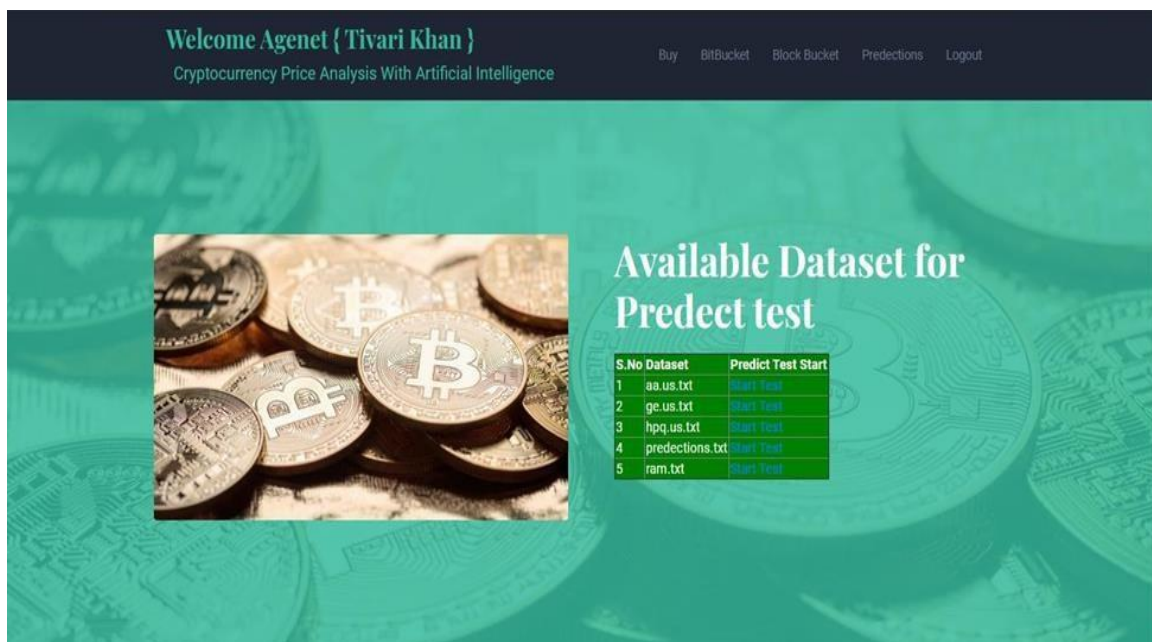 Welcome Agenet { Tivari Khan }
Cryptocurrency Price Analysis With Artificial Intelligence
Buy BitBucket Block Bucket Predections Logout
Available Dataset for
Predect test
S.No Dataset Predict Test Start
1 aa.us.txt Start Test
2 ge.us.txt Start Test
3 hpq.us.txt Start Test
4 predections.txt Start Test
5 ram.txt Start Test